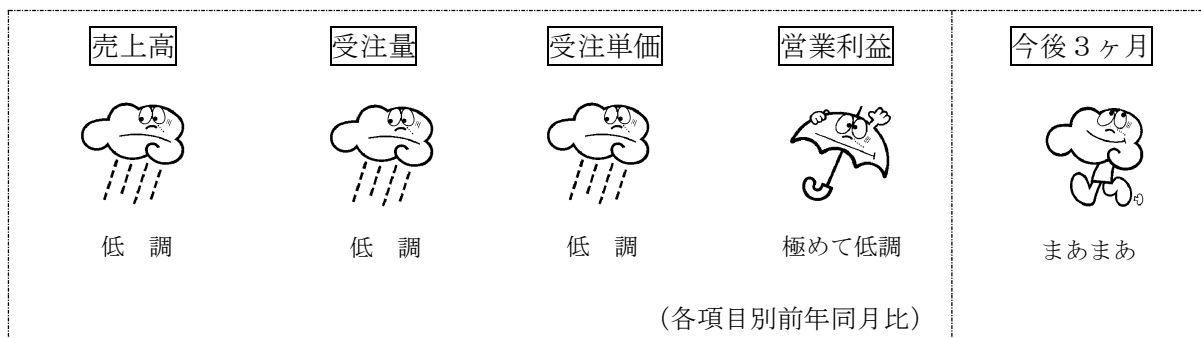 売上高 受注量 受注単価 営業利益 今後３ヶ月
低　調 低　調 低　調 極めて低調 まあまあ
（各項目別前年同月比）